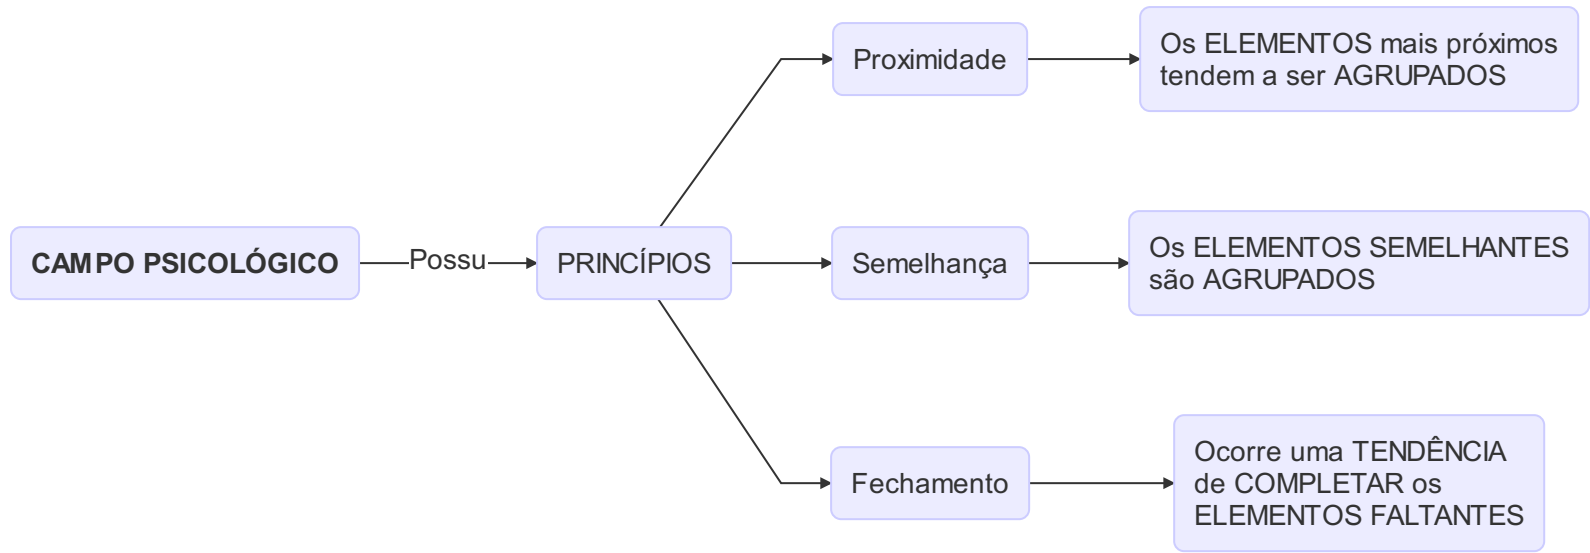 CAMPO PSICOLÓGICO
Possu
PRINCÍPIOS
Proximidade
Os ELEMENTOS mais próximos
tendem a ser AGRUPADOS
Semelhança
Os ELEMENTOS SEMELHANTES
são AGRUPADOS
Fechamento
Ocorre uma TENDÊNCIA
de COMPLETAR os
ELEMENTOS FALTANTES